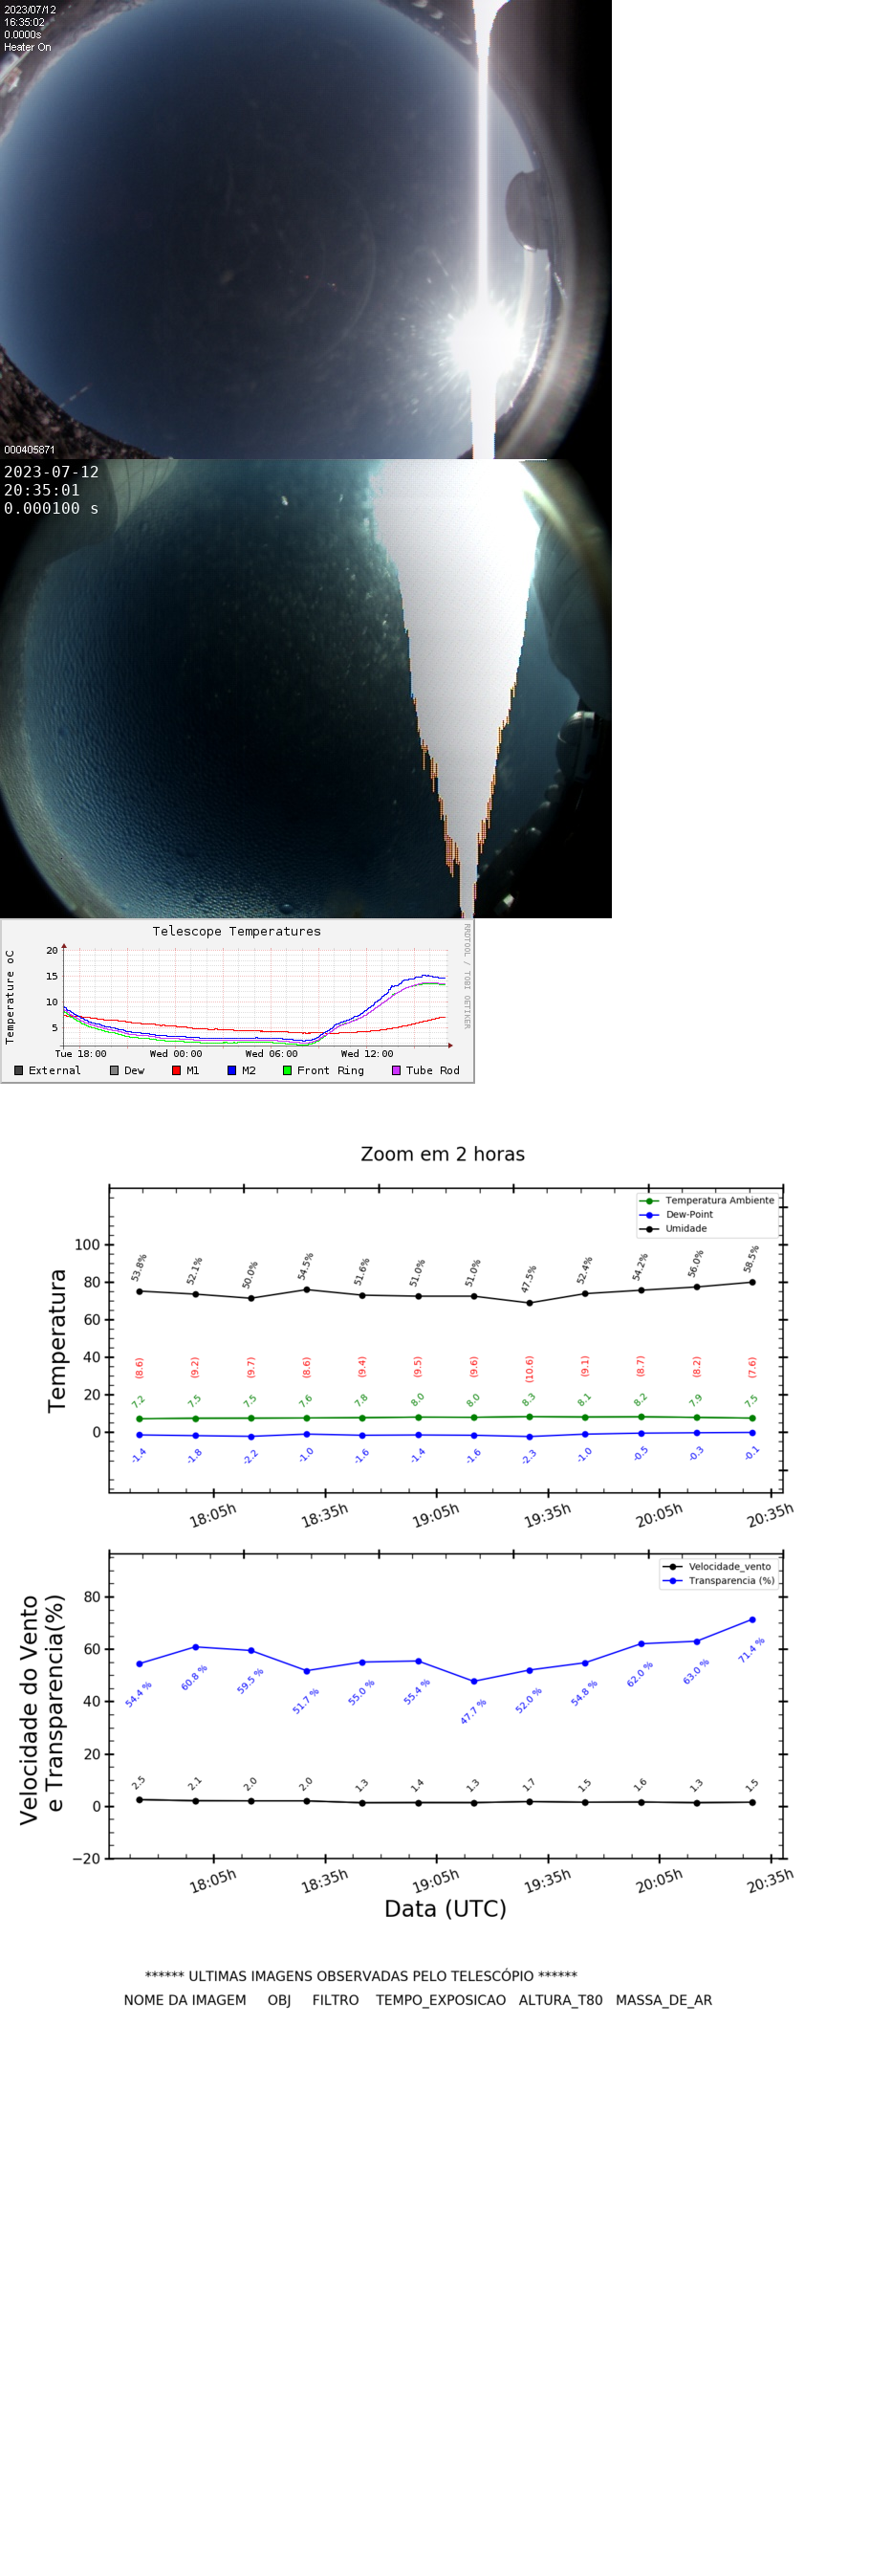 2023/07/12
16:35:02
0.0000s
Heater On
000405871
2023-07-12
20:35:01
0.000100 s
Telescope Temperatures
RRDTOOL / TOBI OETIKER
Temperature oC
20
15
10
5
Tue 18:00 Wed 00:00 Wed 06:00 Wed 12:00
External Dew M1 M2 Front Ring Tube Rod
Zoom em 2 horas
Temperatura Ambiente
Dew-Point
Umidade
Temperatura
100
80
60
40
20
0
53.8% 52.1% 50.0% 54.5% 51.6% 51.0% 51.0% 47.5% 52.4% 54.2% 56.0% 58.5%
(8.6) (9.2) (9.7) (8.6) (9.4) (9.5) (9.6) (10.6) (9.1) (8.7) (8.2) (7.6)
7.2 7.5 7.5 7.6 7.8 8.0 8.0 8.3 8.1 8.2 7.9 7.5
-1.4 -1.8 -2.2 -1.0 -1.6 -1.4 -1.6 -2.3 -1.0 -0.5 -0.3 -0.1
18:05h 18:35h 19:05h 19:35h 20:05h 20:35h
Velocidade_vento
Transparencia (%)
Velocidade do Vento
e Transparencia(%)
80
60
40
20
0
−20
54.4 % 60.8 % 59.5 % 51.7 % 55.0 % 55.4 % 47.7 % 52.0 % 54.8 % 62.0 % 63.0 % 71.4 %
2.5 2.1 2.0 2.0 1.3 1.4 1.3 1.7 1.5 1.6 1.3 1.5
18:05h 18:35h 19:05h 19:35h 20:05h 20:35h
Data (UTC)
****** ULTIMAS IMAGENS OBSERVADAS PELO TELESCÓPIO ******
NOME DA IMAGEM OBJ FILTRO TEMPO_EXPOSICAO ALTURA_T80 MASSA_DE_AR